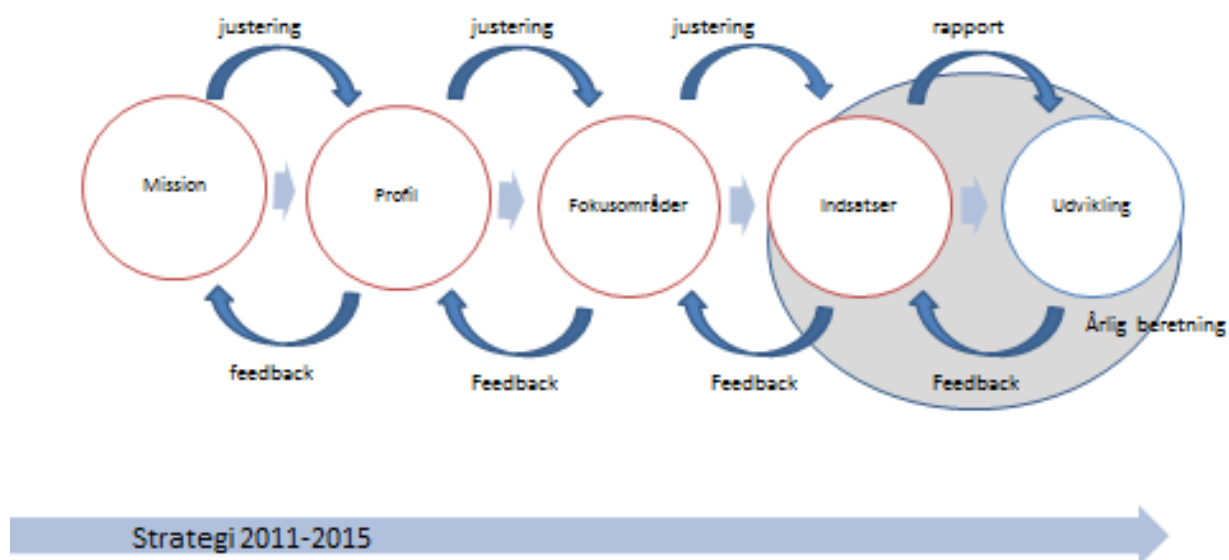 justering
justering
justering
rapport
Mission
Profil
Fokusområder
Indsatser
Udvikling
Årlig beretning
feedback
Feedback
Feedback
Feedback
Strategi 2011-2015